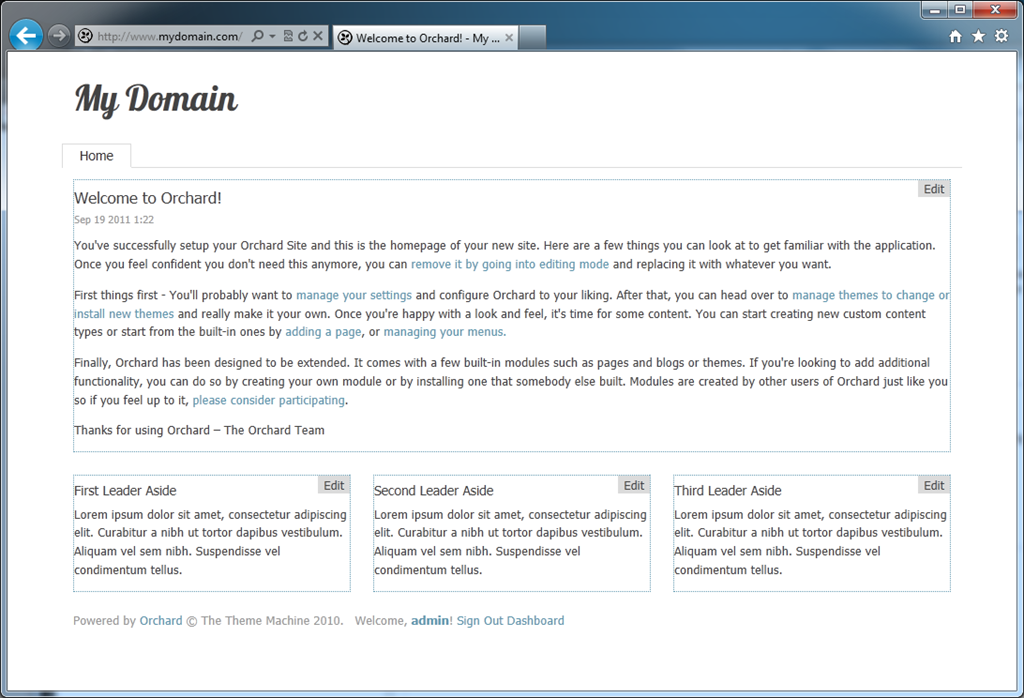 http://www.mydomain.com/
Welcome to Orchard! - My ...
My Domain
Home
Edit
Welcome to Orchard!
Sep 19 2011 1:22
You've successfully setup your Orchard Site and this is the homepage of your new site. Here are a few things you can look at to get familiar with the application.
Once you feel confident you don't need this anymore, you can remove it by going into editing mode and replacing it with whatever you want.
First things first - You'll probably want to manage your settings and configure Orchard to your liking. After that, you can head over to manage themes to change or
install new themes and really make it your own. Once you're happy with a look and feel, it's time for some content. You can start creating new custom content
types or start from the built-in ones by adding a page, or managing your menus.
Finally, Orchard has been designed to be extended. It comes with a few built-in modules such as pages and blogs or themes. If you're looking to add additional
functionality, you can do so by creating your own module or by installing one that somebody else built. Modules are created by other users of Orchard just like you
so if you feel up to it, please consider participating.
Thanks for using Orchard – The Orchard Team
Edit
First Leader Aside
Lorem ipsum dolor sit amet, consectetur adipiscing
elit. Curabitur a nibh ut tortor dapibus vestibulum.
Aliquam vel sem nibh. Suspendisse vel
condimentum tellus.
Edit
Second Leader Aside
Lorem ipsum dolor sit amet, consectetur adipiscing
elit. Curabitur a nibh ut tortor dapibus vestibulum.
Aliquam vel sem nibh. Suspendisse vel
condimentum tellus.
Edit
Third Leader Aside
Lorem ipsum dolor sit amet, consectetur adipiscing
elit. Curabitur a nibh ut tortor dapibus vestibulum.
Aliquam vel sem nibh. Suspendisse vel
condimentum tellus.
Powered by Orchard © The Theme Machine 2010. Welcome, admin! Sign Out Dashboard